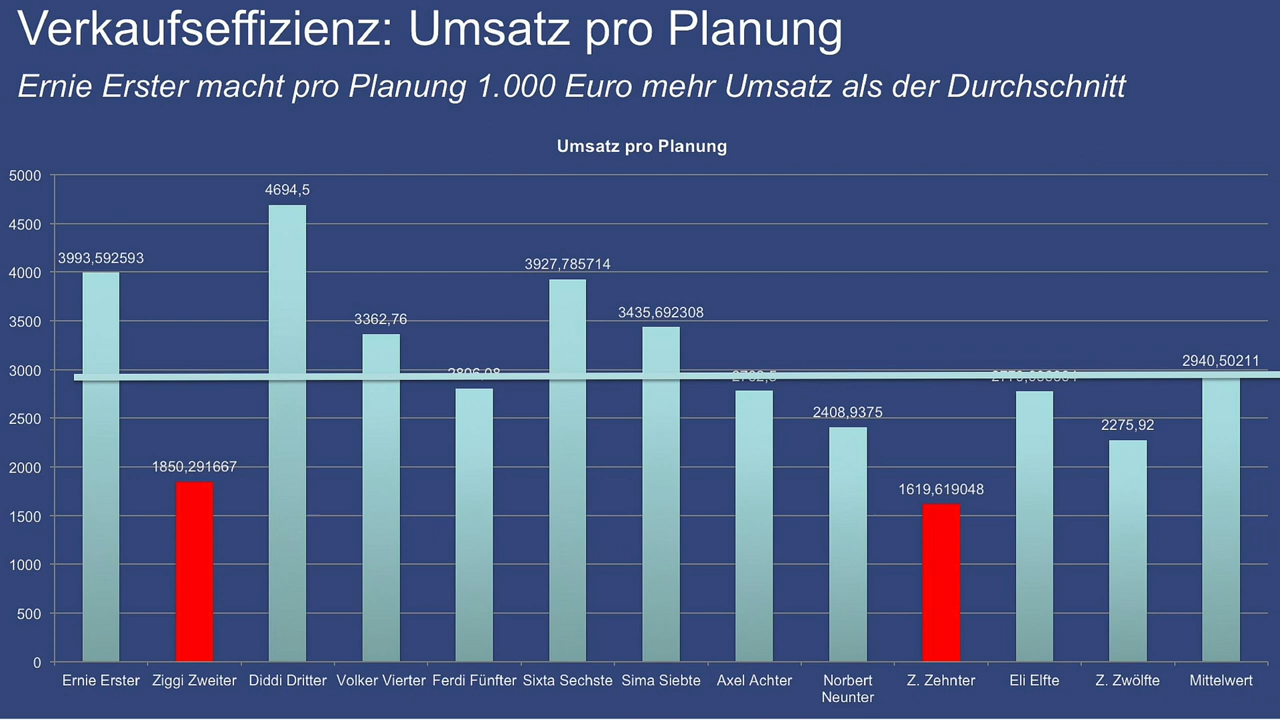 Verkaufseffizienz: Umsatz pro Planung
Ernie Erster macht pro Planung 1.000 Euro mehr Umsatz als der Durchschnitt
Umsatz pro Planung
5000
4500
4000
3500
3000
2500
2000
1500
1000
500
0
3993,592593
1850,291667
4694,5
3362,76
2806,08
3927,785714
3435,692308
2408,9375
1619,619048
2275,92
2940,50211
Ernie Erster
Ziggi Zweiter
Diddi Dritter
Volker Vierter
Ferdi Fünfter
Sixta Sechste
Sima Siebte
Axel Achter
Norbert
Neunter
Z. Zehnter
Eli Elfte
Z. Zwölfte
Mittelwert